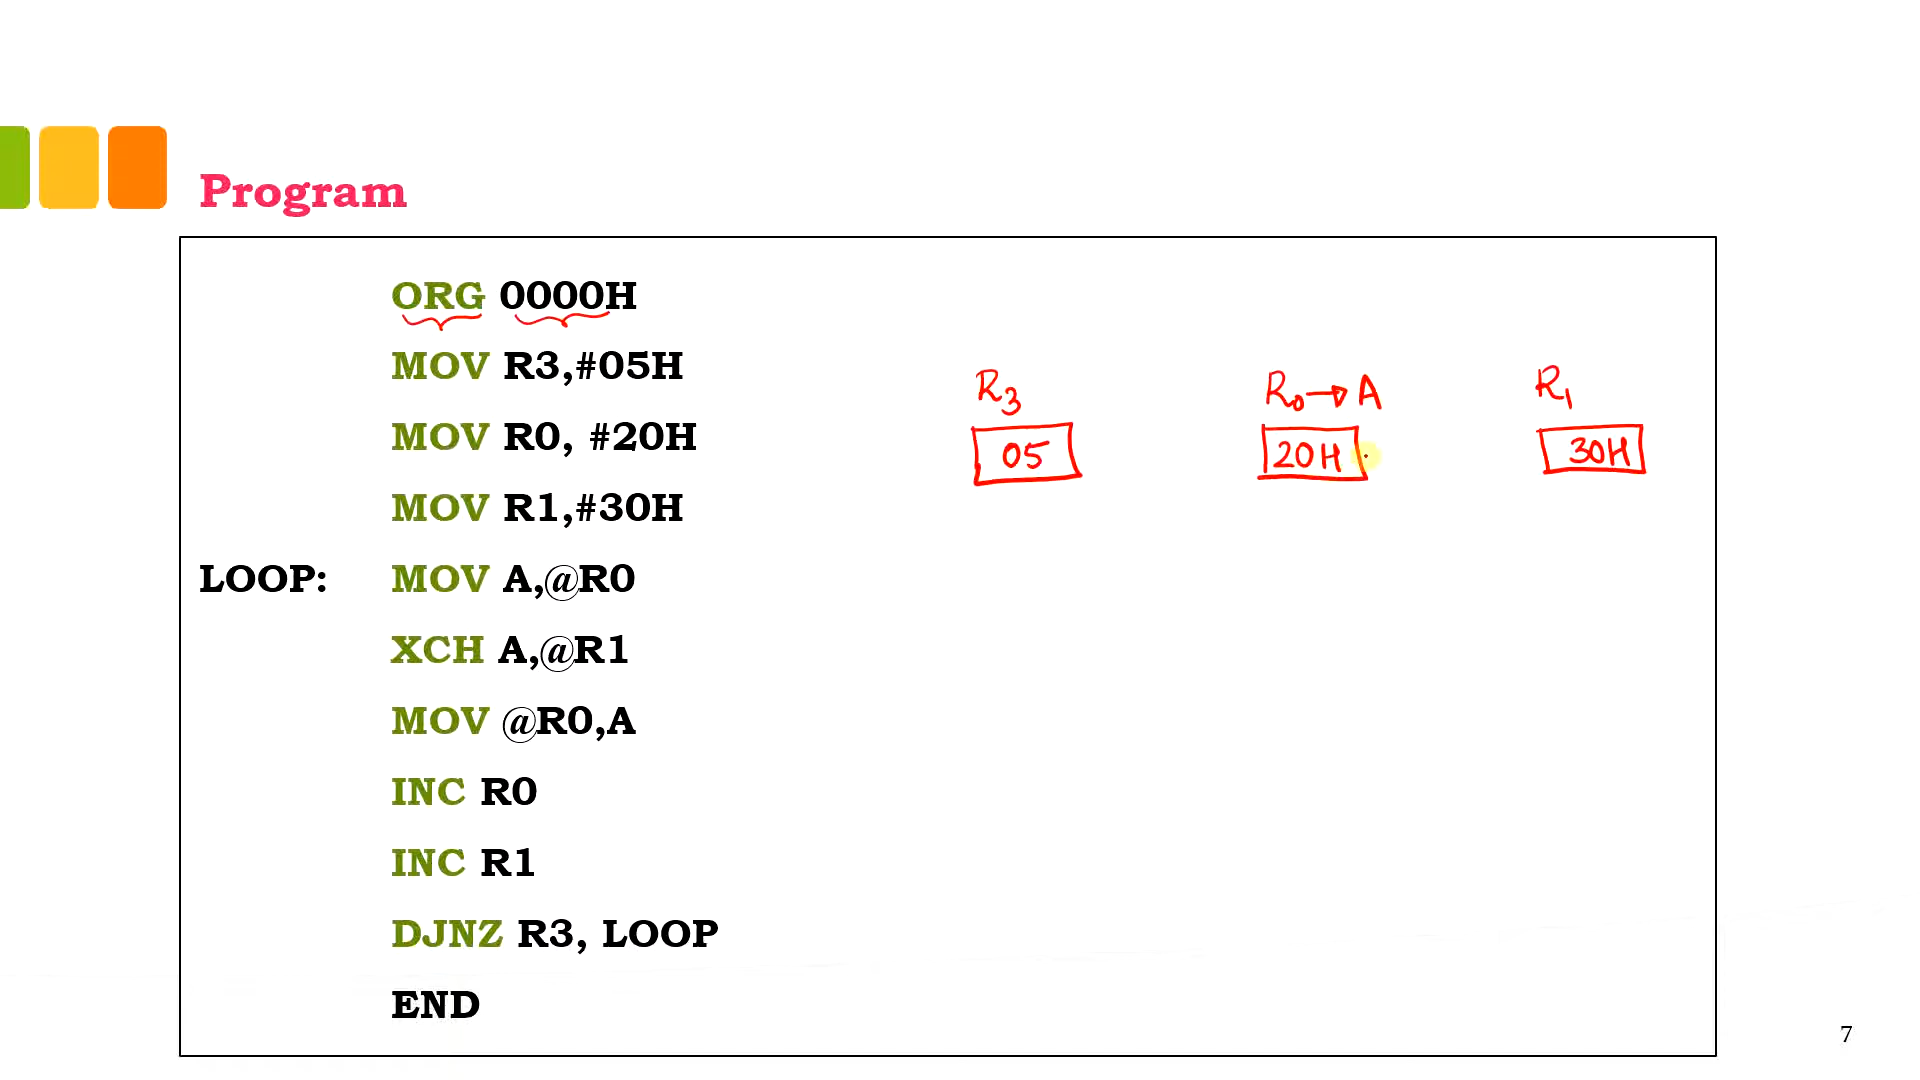 Program
ORG 0000H
MOV R3,#05H
MOV R0, #20H
MOV R1,#30H
LOOP: MOV A,@R0
XCH A,@R1
MOV @R0,A
INC R0
INC R1
DJNZ R3, LOOP
END
R3 R0→A R1
05 20H 30H
7